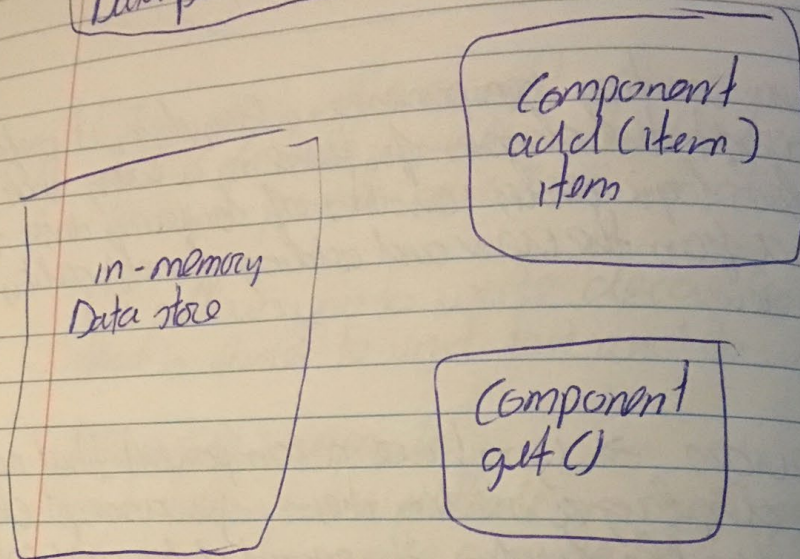 Component
add (item)
item
in-memory
Data store
Component
get ()